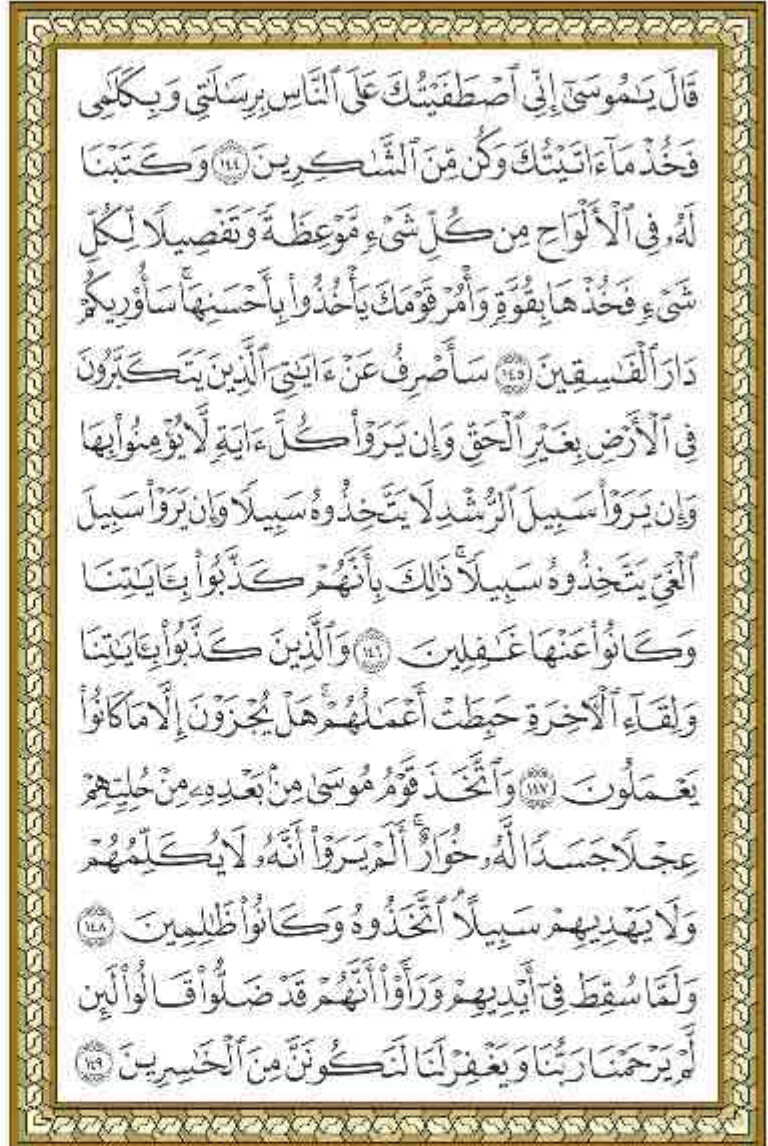 قَالَ يَـٰمُوسَىٰٓ إِنِّى ٱصْطَفَيْتُكَ عَلَى ٱلنَّاسِ بِرِسَـٰلَـٰتِى وَبِكَلَـٰمِى
فَخُذْ مَآ ءَاتَيْتُكَ وَكُن مِّنَ ٱلشَّـٰكِرِينَ ١٤٤ وَكَتَبْنَا
لَهُۥ فِى ٱلْأَلْوَاحِ مِن كُلِّ شَىْءٍ مَّوْعِظَةً وَتَفْصِيلًا لِّكُلِّ
شَىْءٍ فَخُذْهَا بِقُوَّةٍ وَأْمُرْ قَوْمَكَ يَأْخُذُوا۟ بِأَحْسَنِهَا ۚ سَأُو۟رِيكُمْ
دَارَ ٱلْفَـٰسِقِينَ ١٤٥ سَأَصْرِفُ عَنْ ءَايَـٰتِىَ ٱلَّذِينَ يَتَكَبَّرُونَ
فِى ٱلْأَرْضِ بِغَيْرِ ٱلْحَقِّ وَإِن يَرَوْا۟ كُلَّ ءَايَةٍ لَّا يُؤْمِنُوا۟ بِهَا
وَإِن يَرَوْا۟ سَبِيلَ ٱلرُّشْدِ لَا يَتَّخِذُوهُ سَبِيلًا وَإِن يَرَوْا۟ سَبِيلَ
ٱلْغَىِّ يَتَّخِذُوهُ سَبِيلًا ۚ ذَٰلِكَ بِأَنَّهُمْ كَذَّبُوا۟ بِـَٔايَـٰتِنَا
وَكَانُوا۟ عَنْهَا غَـٰفِلِينَ ١٤٦ وَٱلَّذِينَ كَذَّبُوا۟ بِـَٔايَـٰتِنَا
وَلِقَآءِ ٱلْـَٔاخِرَةِ حَبِطَتْ أَعْمَـٰلُهُمْ ۚ هَلْ يُجْزَوْنَ إِلَّا مَا كَانُوا۟
يَعْمَلُونَ ١٤٧ وَٱتَّخَذَ قَوْمُ مُوسَىٰ مِنۢ بَعْدِهِۦ مِنْ حُلِيِّهِمْ
عِجْلًا جَسَدًا لَّهُۥ خُوَارٌ ۚ أَلَمْ يَرَوْا۟ أَنَّهُۥ لَا يُكَلِّمُهُمْ
وَلَا يَهْدِيهِمْ سَبِيلًا ۘ ٱتَّخَذُوهُ وَكَانُوا۟ ظَـٰلِمِينَ ١٤٨
وَلَمَّا سُقِطَ فِىٓ أَيْدِيهِمْ وَرَأَوْا۟ أَنَّهُمْ قَدْ ضَلُّوا۟ قَالُوا۟ لَئِن
لَّمْ يَرْحَمْنَا رَبُّنَا وَيَغْفِرْ لَنَا لَنَكُونَنَّ مِنَ ٱلْخَـٰسِرِينَ ١٤٩